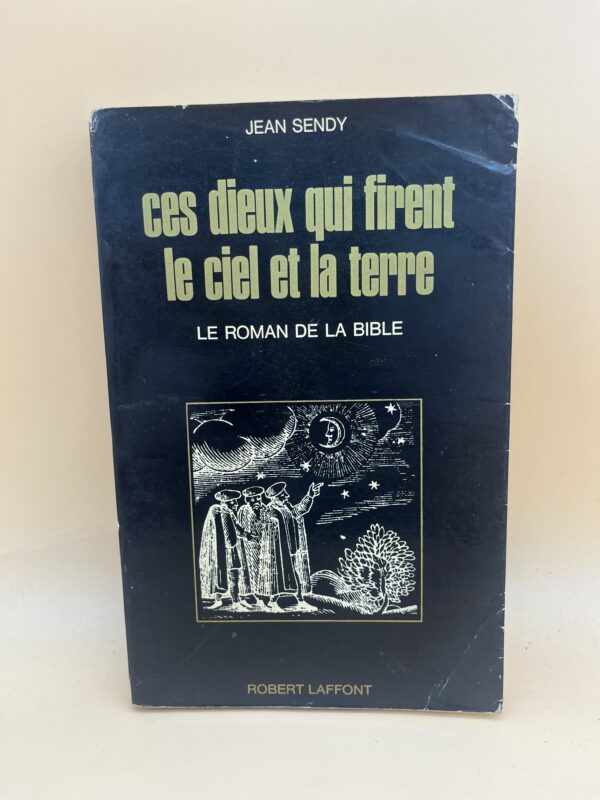 JEAN SENDY
ces dieux qui firent
le ciel et la terre
LE ROMAN DE LA BIBLE
ROBERT LAFFONT